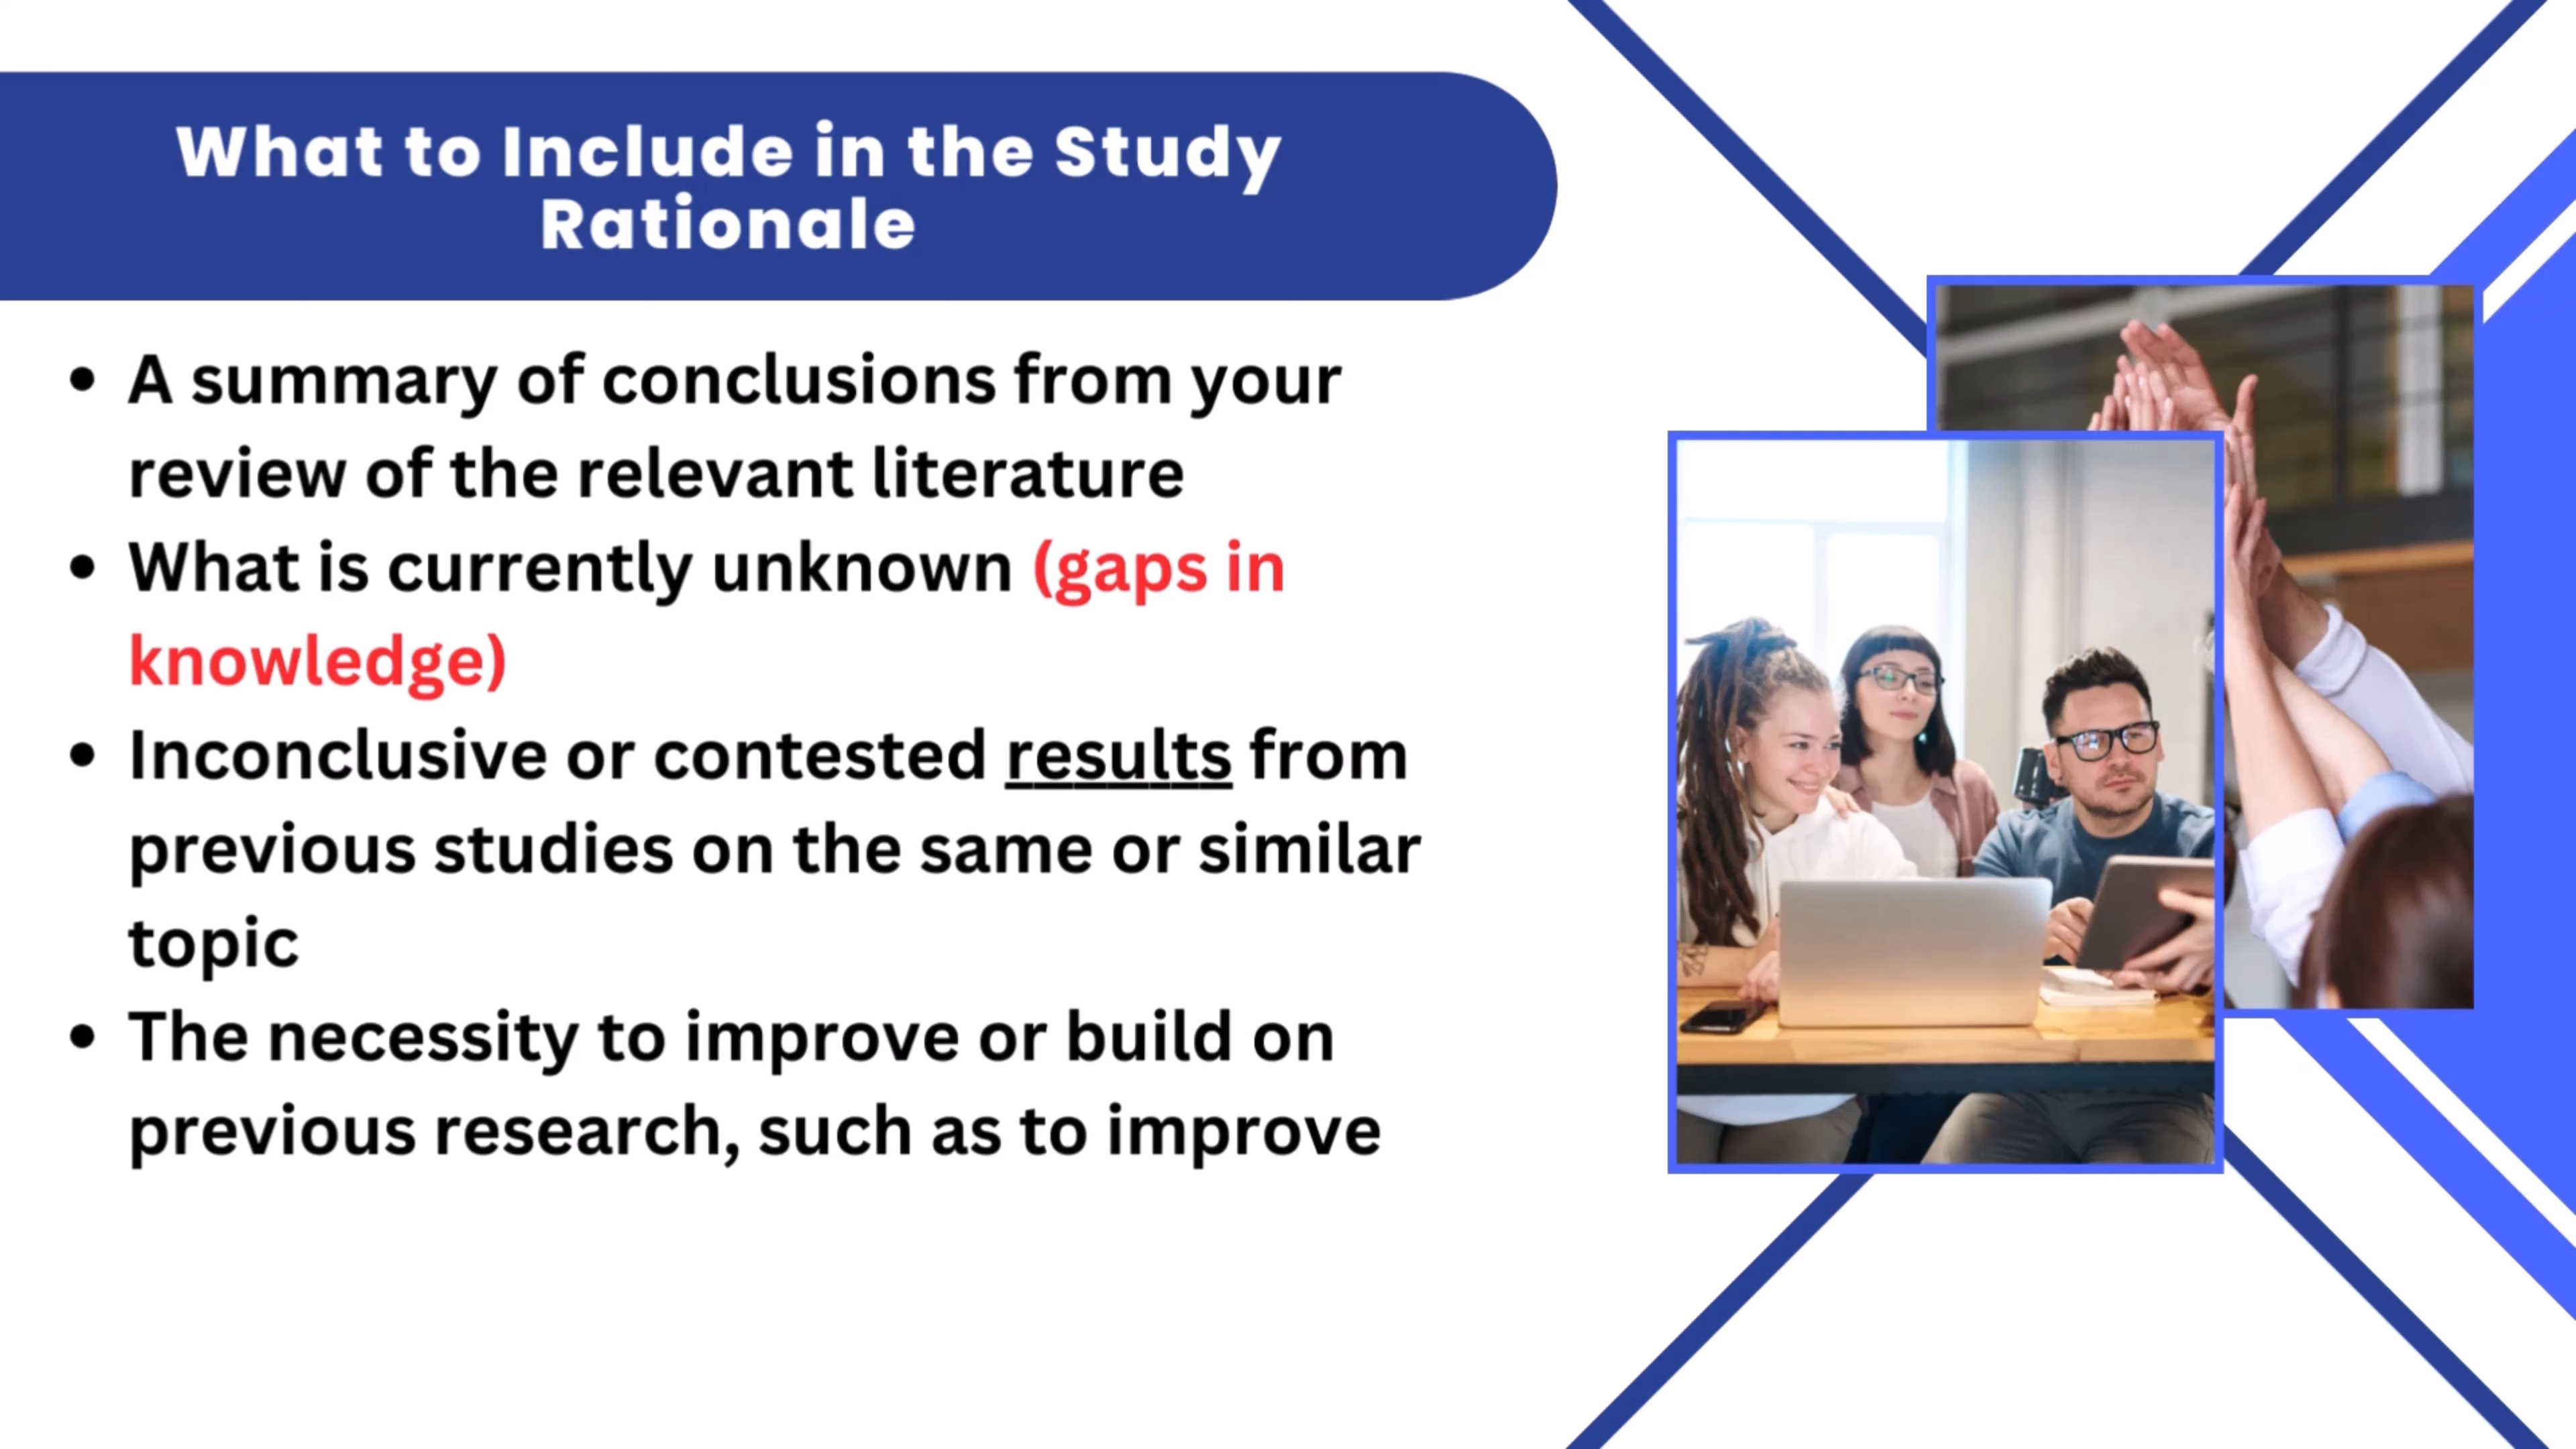 What to Include in the Study
Rationale
• A summary of conclusions from your
review of the relevant literature
• What is currently unknown (gaps in
knowledge)
• Inconclusive or contested results from
previous studies on the same or similar
topic
• The necessity to improve or build on
previous research, such as to improve